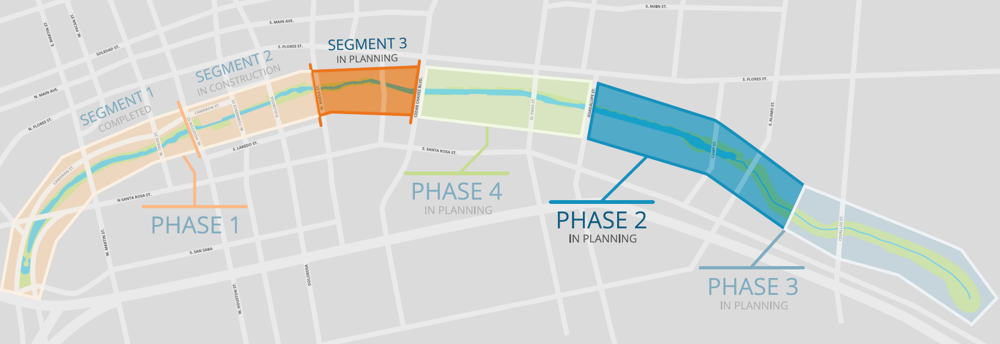 S. MAIN ST.
E. MARTIN ST.
W. PECAN ST.
S. MAIN AVE.
SOLEDAD ST.
S. FLORES ST.
SEGMENT 3
IN PLANNING
SEGMENT 2
IN CONSTRUCTION
S. FLORES ST.
N. MAIN AVE.
SEGMENT 1
COMPLETED
N. FLORES ST.
CAMARON ST.
W. COMMERCE ST.
DOLOROSA
W. NUEVA ST.
CEDAR CHAVEZ BLVD.
EL PASO ST.
GUADALUPE ST.
S. ALAMO ST.
W. HOUSTON ST.
W. TRAVIS ST.
S. LAREDO ST.
S. SANTA ROSA ST.
CAMP ST.
CAMARON ST.
N SANTA ROSA ST.
PHASE 4
IN PLANNING
PHASE 1
PHASE 2
IN PLANNING
CEVALLOS ST.
W. MARTIN ST.
S. SAN SABA
DOLOROSA
W. HOUSTON ST.
PHASE 3
IN PLANNING